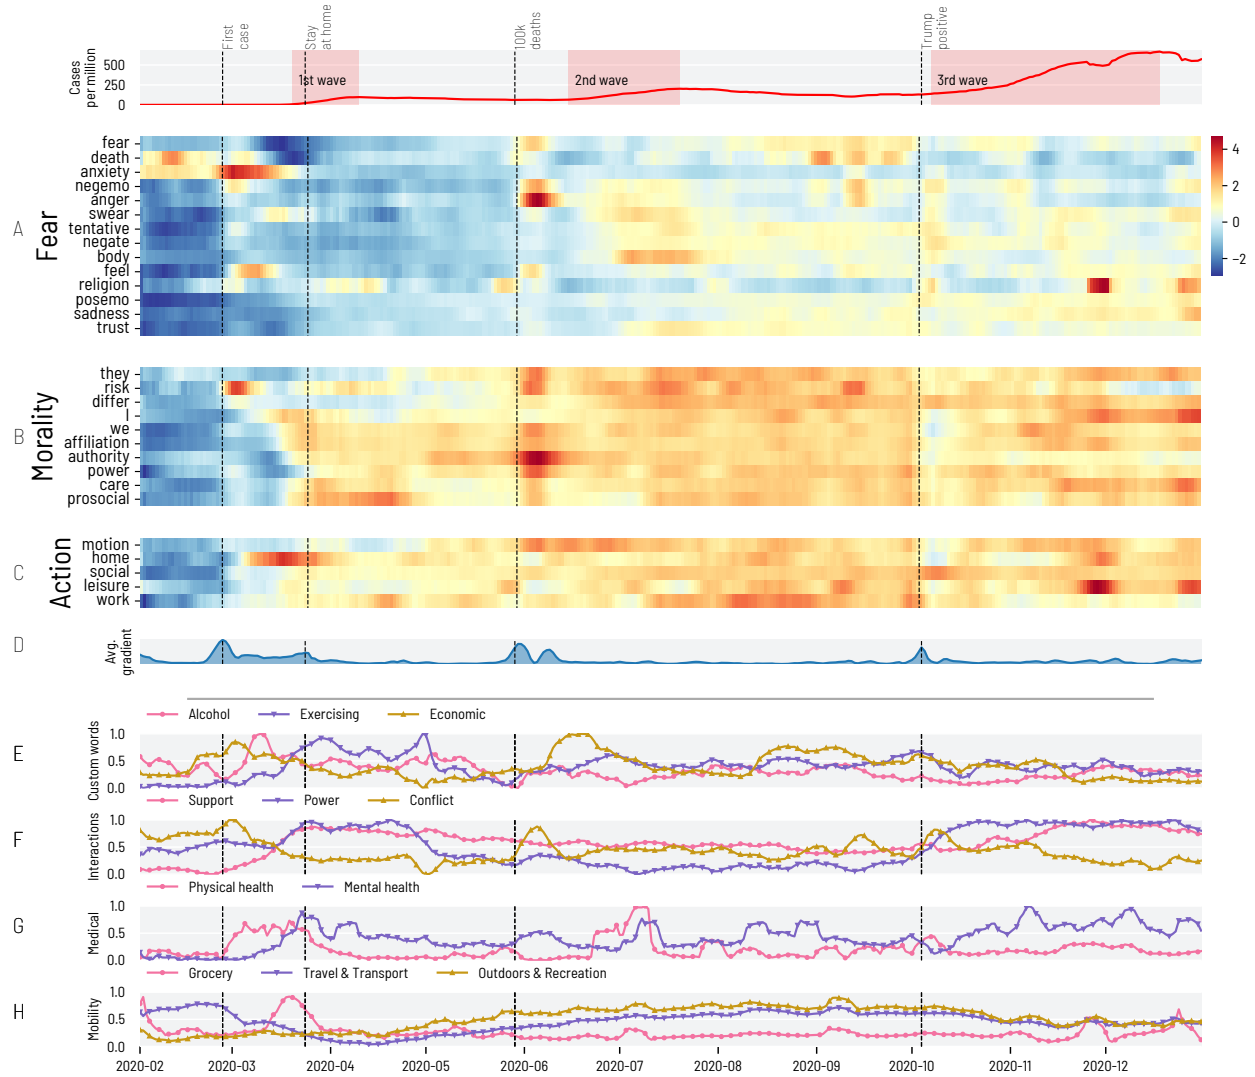 First
case
Stay
at home
100k
deaths
Trump
positive
Cases
per million
500
250
0
1st wave
2nd wave
3rd wave
A
Fear
fear
death
anxiety
negemo
anger
swear
tentative
negate
body
feel
religion
posemo
sadness
trust
4
2
0
−2
B
Morality
they
risk
differ
I
we
affiliation
authority
power
care
prosocial
C
Action
motion
home
social
leisure
work
D
Avg.
gradient
Alcohol Exercising Economic
E
Custom words
1.0
0.5
0.0
Support Power Conflict
F
Interactions
1.0
0.5
0.0
Physical health Mental health
G
Medical
1.0
0.5
0.0
Grocery Travel & Transport Outdoors & Recreation
H
Mobility
1.0
0.5
0.0
2020-02 2020-03 2020-04 2020-05 2020-06 2020-07 2020-08 2020-09 2020-10 2020-11 2020-12